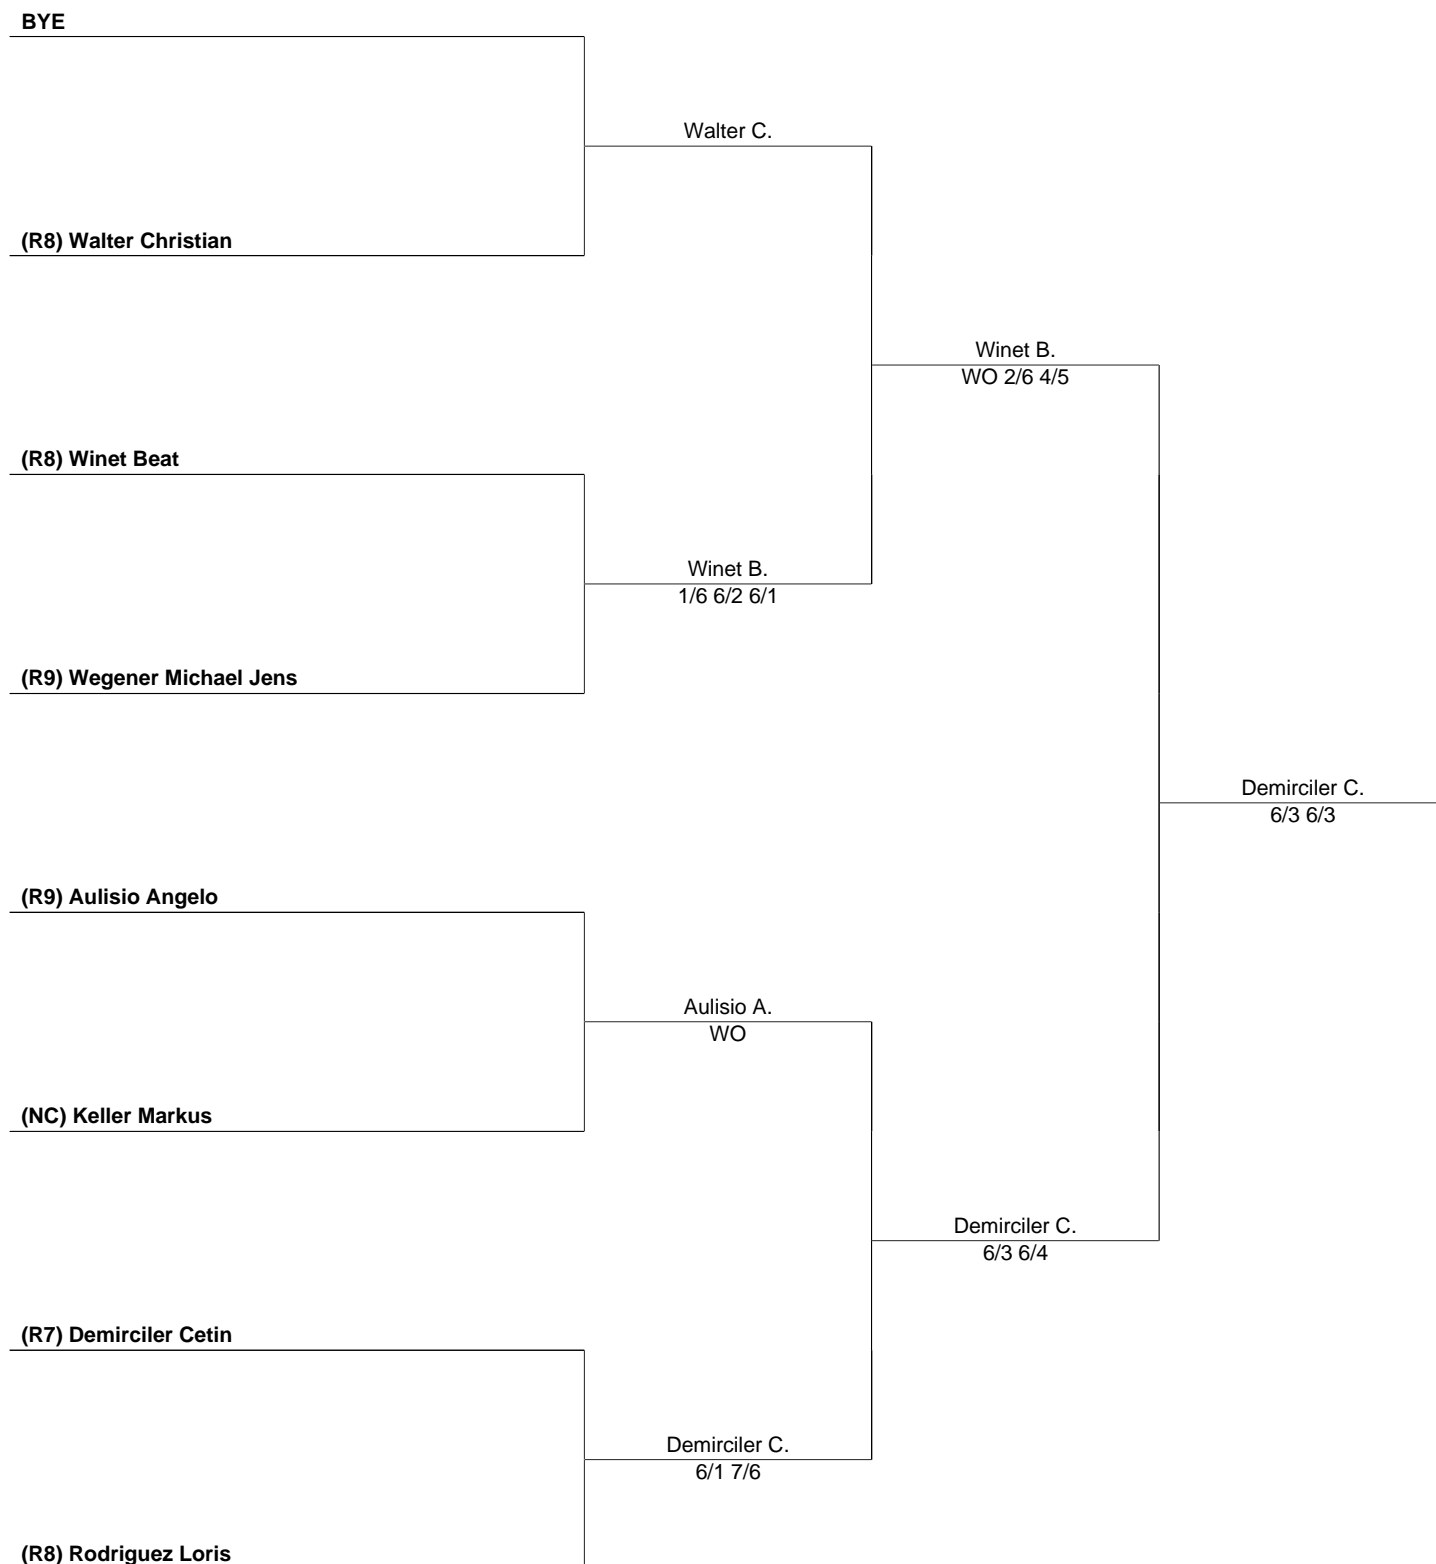 BYE
Walter C.
(R8) Walter Christian
Winet B.
WO 2/6 4/5
(R8) Winet Beat
Winet B.
1/6 6/2 6/1
(R9) Wegener Michael Jens
Demirciler C.
6/3 6/3
(R9) Aulisio Angelo
Aulisio A.
WO
(NC) Keller Markus
Demirciler C.
6/3 6/4
(R7) Demirciler Cetin
Demirciler C.
6/1 7/6
(R8) Rodriguez Loris